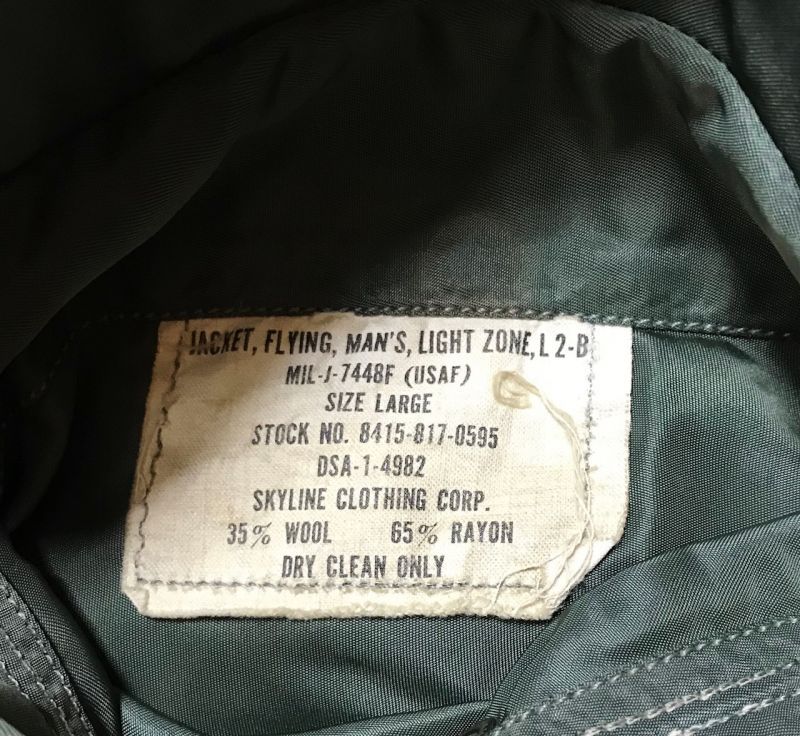 JACKET, FLYING, MAN'S, LIGHT ZONE, L 2-B
MIL-J-7448F (USAF)
SIZE LARGE
STOCK NO. 8415-817-0595
DSA-1-4982
SKYLINE CLOTHING CORP.
35% WOOL 65% RAYON
DRY CLEAN ONLY